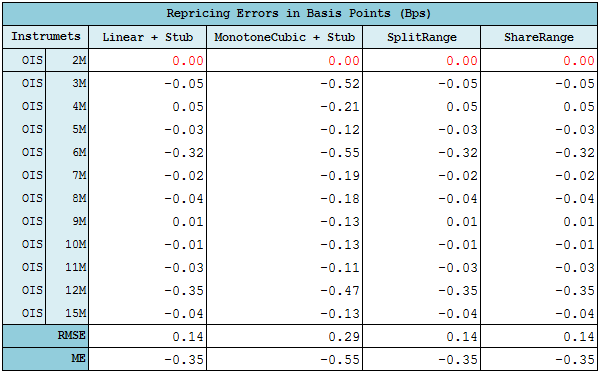 Repricing Errors in Basis Points (Bps)
Instrumets Linear + Stub MonotoneCubic + Stub SplitRange ShareRange
OIS 2M 0.00 0.00 0.00 0.00
OIS 3M -0.05 -0.52 -0.05 -0.05
OIS 4M 0.05 -0.21 0.05 0.05
OIS 5M -0.03 -0.12 -0.03 -0.03
OIS 6M -0.32 -0.55 -0.32 -0.32
OIS 7M -0.02 -0.19 -0.02 -0.02
OIS 8M -0.04 -0.18 -0.04 -0.04
OIS 9M 0.01 -0.13 0.01 0.01
OIS 10M -0.01 -0.13 -0.01 -0.01
OIS 11M -0.03 -0.11 -0.03 -0.03
OIS 12M -0.35 -0.47 -0.35 -0.35
OIS 15M -0.04 -0.13 -0.04 -0.04
RMSE 0.14 0.29 0.14 0.14
ME -0.35 -0.55 -0.35 -0.35